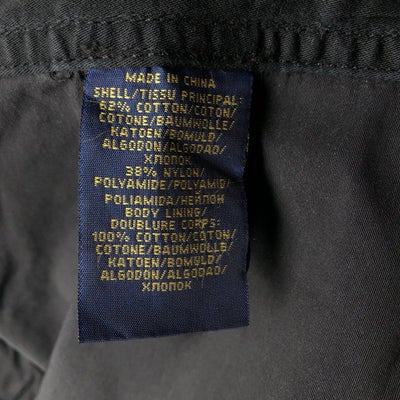 MADE IN CHINA
SHELL/TISSU PRINCIPAL:
62% COTTON/COTON/
COTONE/BAUMWOLLE/
KATOEN/BOMULD/
ALGODON/ALGODAO/
ХЛОПОК
38% NYLON/
POLYAMIDE/POLYAMID/
POLIAMIDA/НЕЙЛОН
BODY LINING/
DOUBLURE CORPS:
100% COTTON/COTON/
COTONE/BAUMWOLLE/
KATOEN/BOMULD/
ALGODON/ALGODAO/
ХЛОПОК